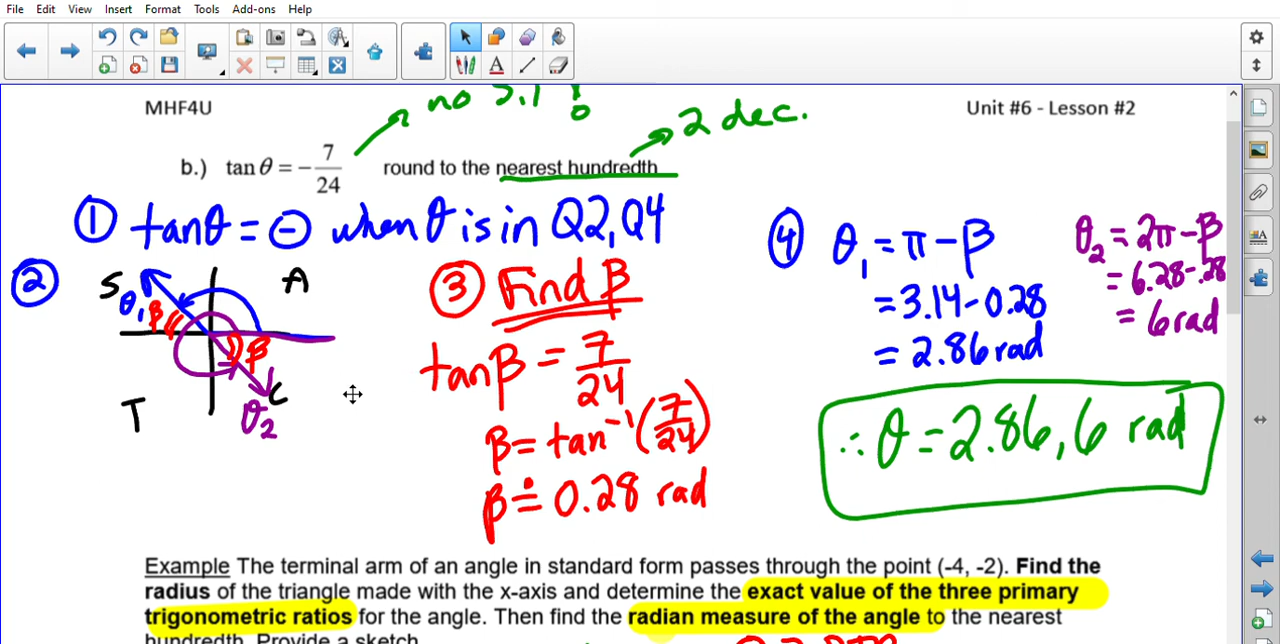 File Edit View Insert Format Tools Add-ons Help
no
2 dec.
MHF4U
Unit #6 - Lesson #2
b.) tan θ = - 7/24 round to the nearest hundredth
① tanθ = ⊖ when θ is in Q2, Q4
②
S
A
T
C
θ₁
β
β
θ₂
③ Find β
tanβ = 7/24
β = tan⁻¹(7/24)
β ≐ 0.28 rad
④ θ₁ = π - β
= 3.14 - 0.28
= 2.86 rad
θ₂ = 2π - β
= 6.28 - .28
= 6 rad
∴ θ = 2.86, 6 rad
Example The terminal arm of an angle in standard form passes through the point (-4, -2). Find the
radius of the triangle made with the x-axis and determine the exact value of the three primary
trigonometric ratios for the angle. Then find the radian measure of the angle to the nearest
hundredth. Provide a sketch